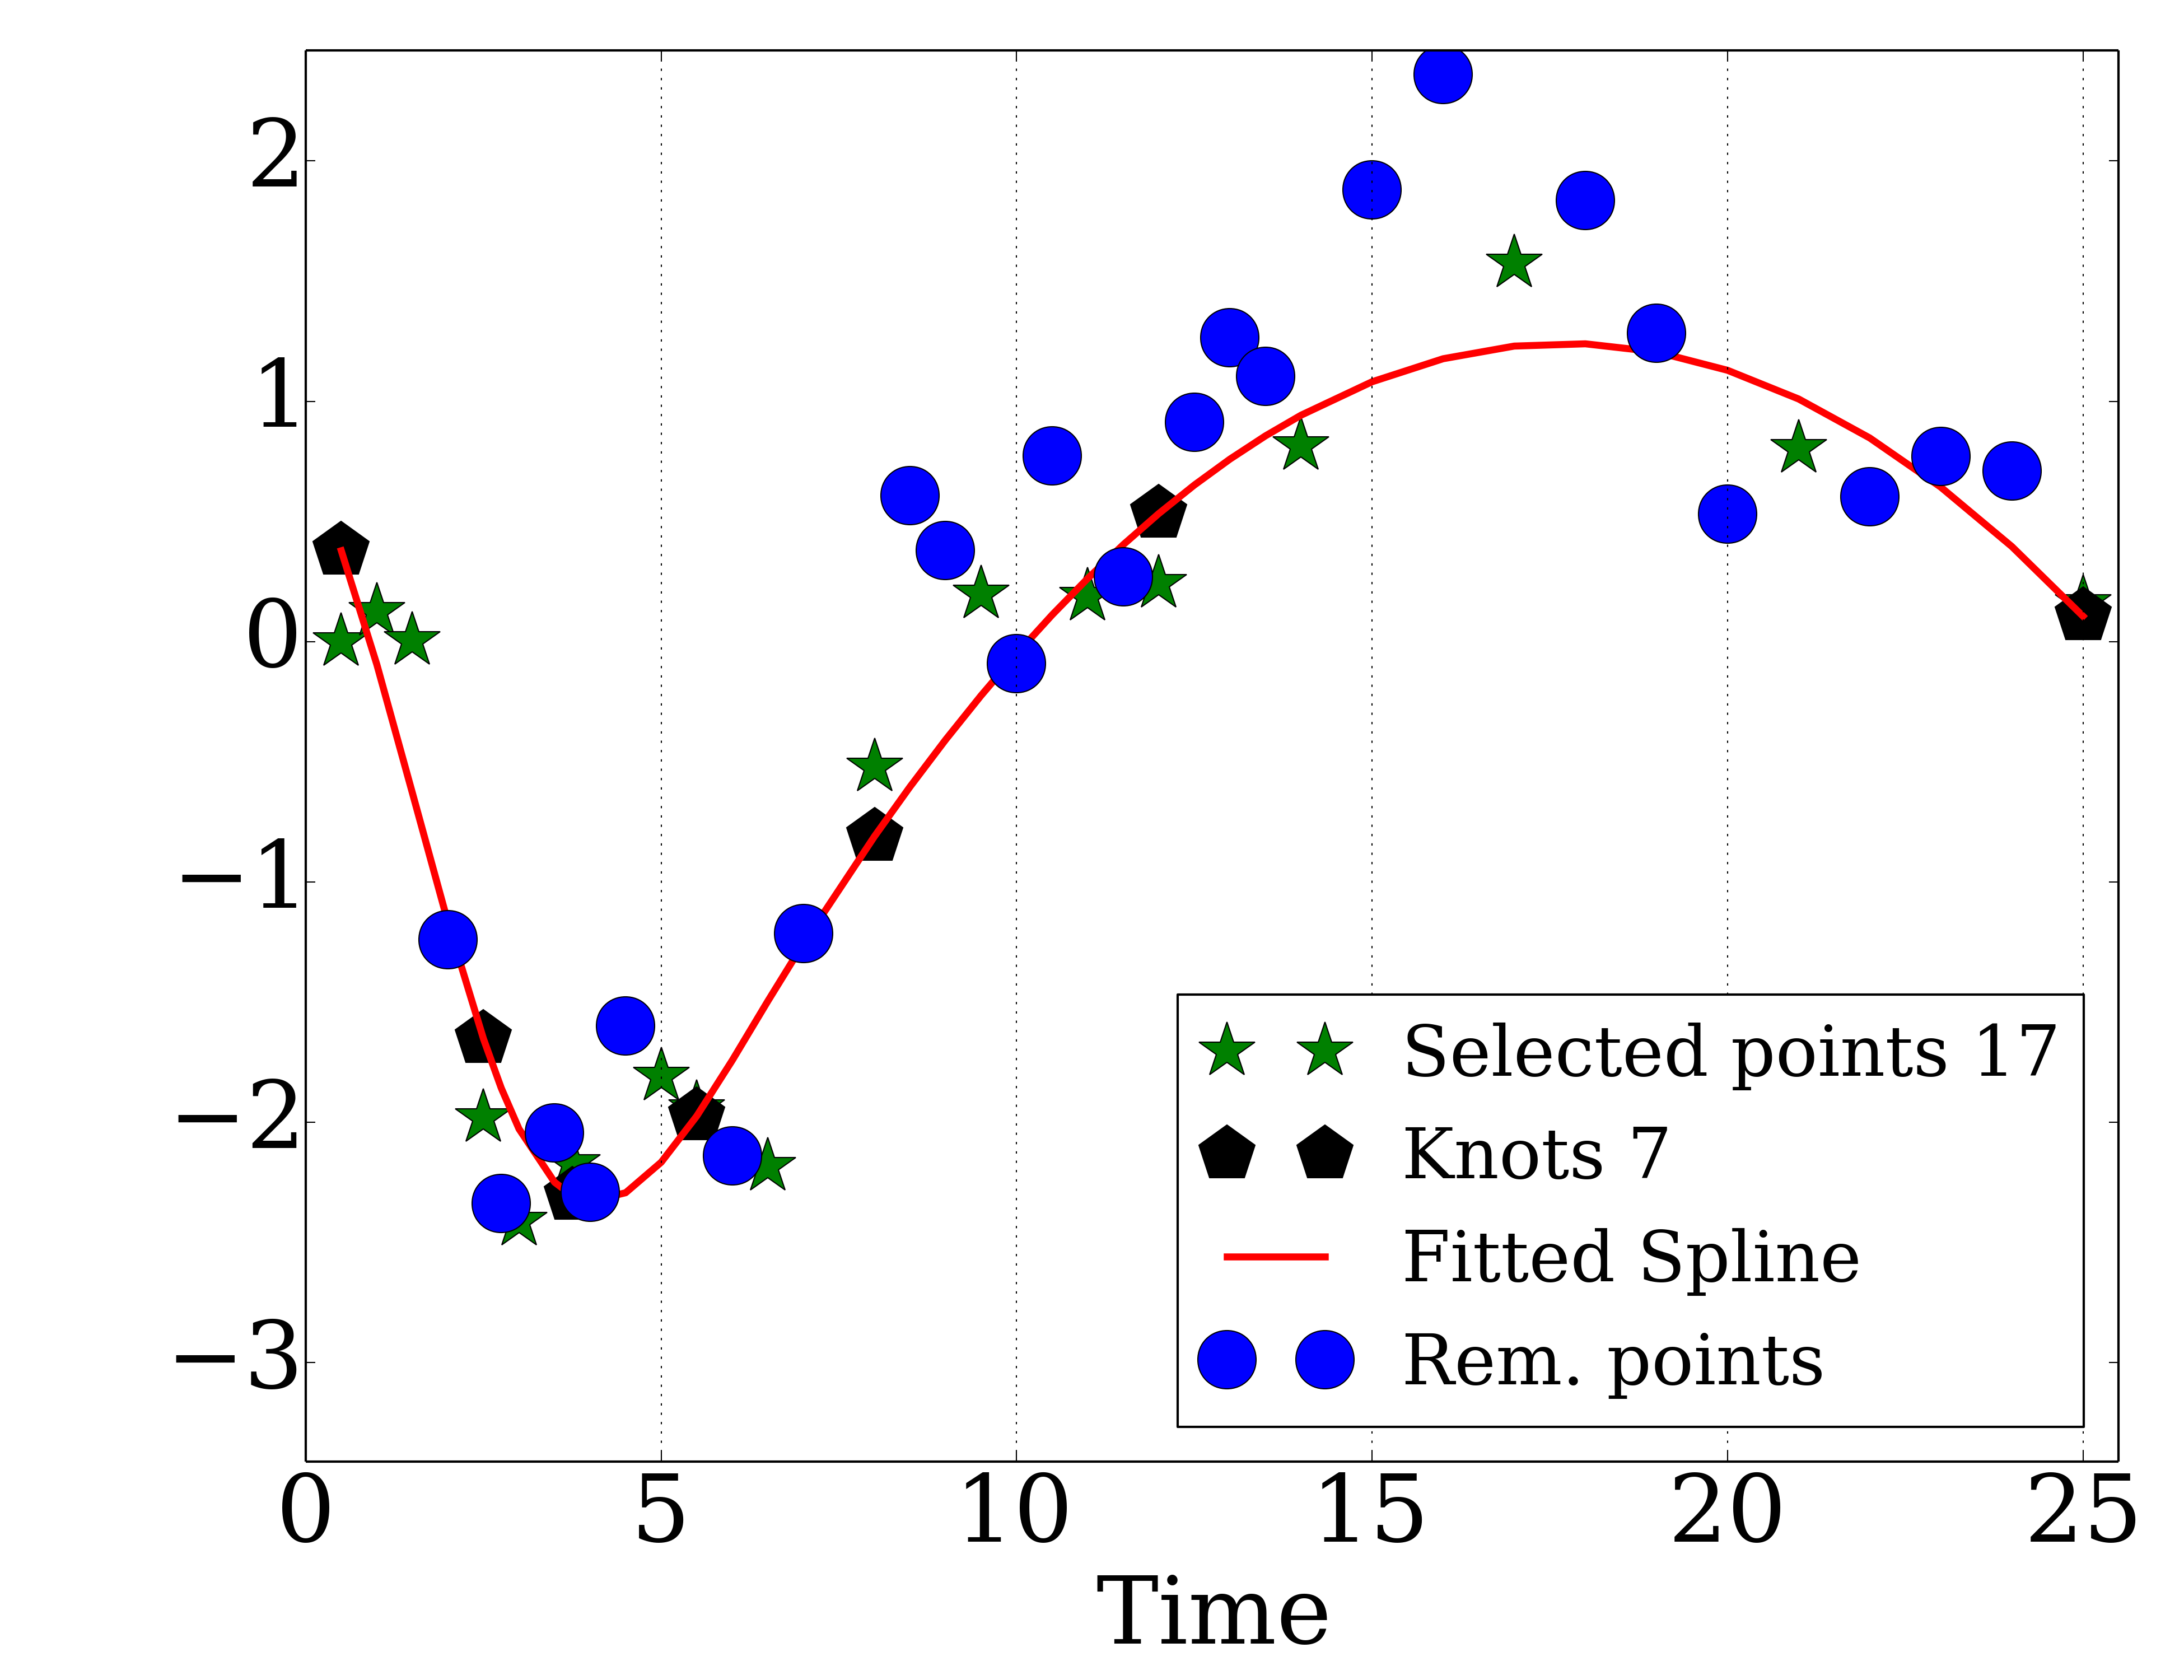 2
1
0
−1
−2
−3
0 5 10 15 20 25
Time
Selected points 17
Knots 7
Fitted Spline
Rem. points